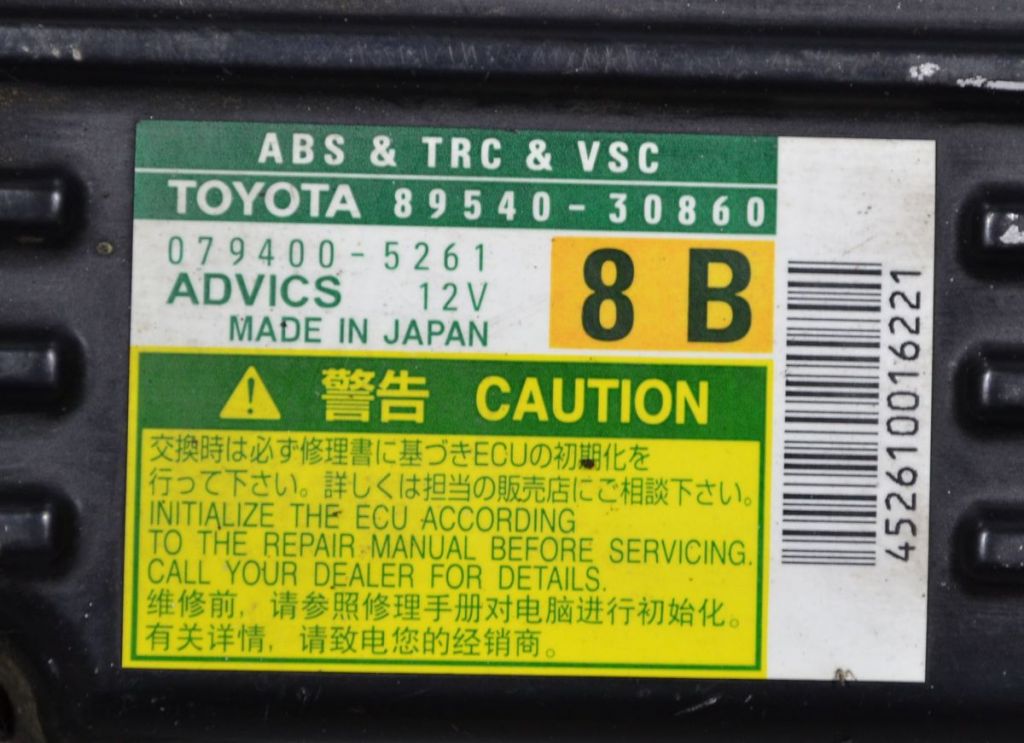 ABS & TRC & VSC
TOYOTA 89540-30860
079400-5261
ADVICS 12V
MADE IN JAPAN
8 B
警告 CAUTION
交換時は必ず修理書に基づきECUの初期化を
行って下さい。詳しくは担当の販売店にご相談下さい。
INITIALIZE THE ECU ACCORDING
TO THE REPAIR MANUAL BEFORE SERVICING.
CALL YOUR DEALER FOR DETAILS.
维修前，请参照修理手册对电脑进行初始化。
有关详情，请致电您的经销商。
4526100016221